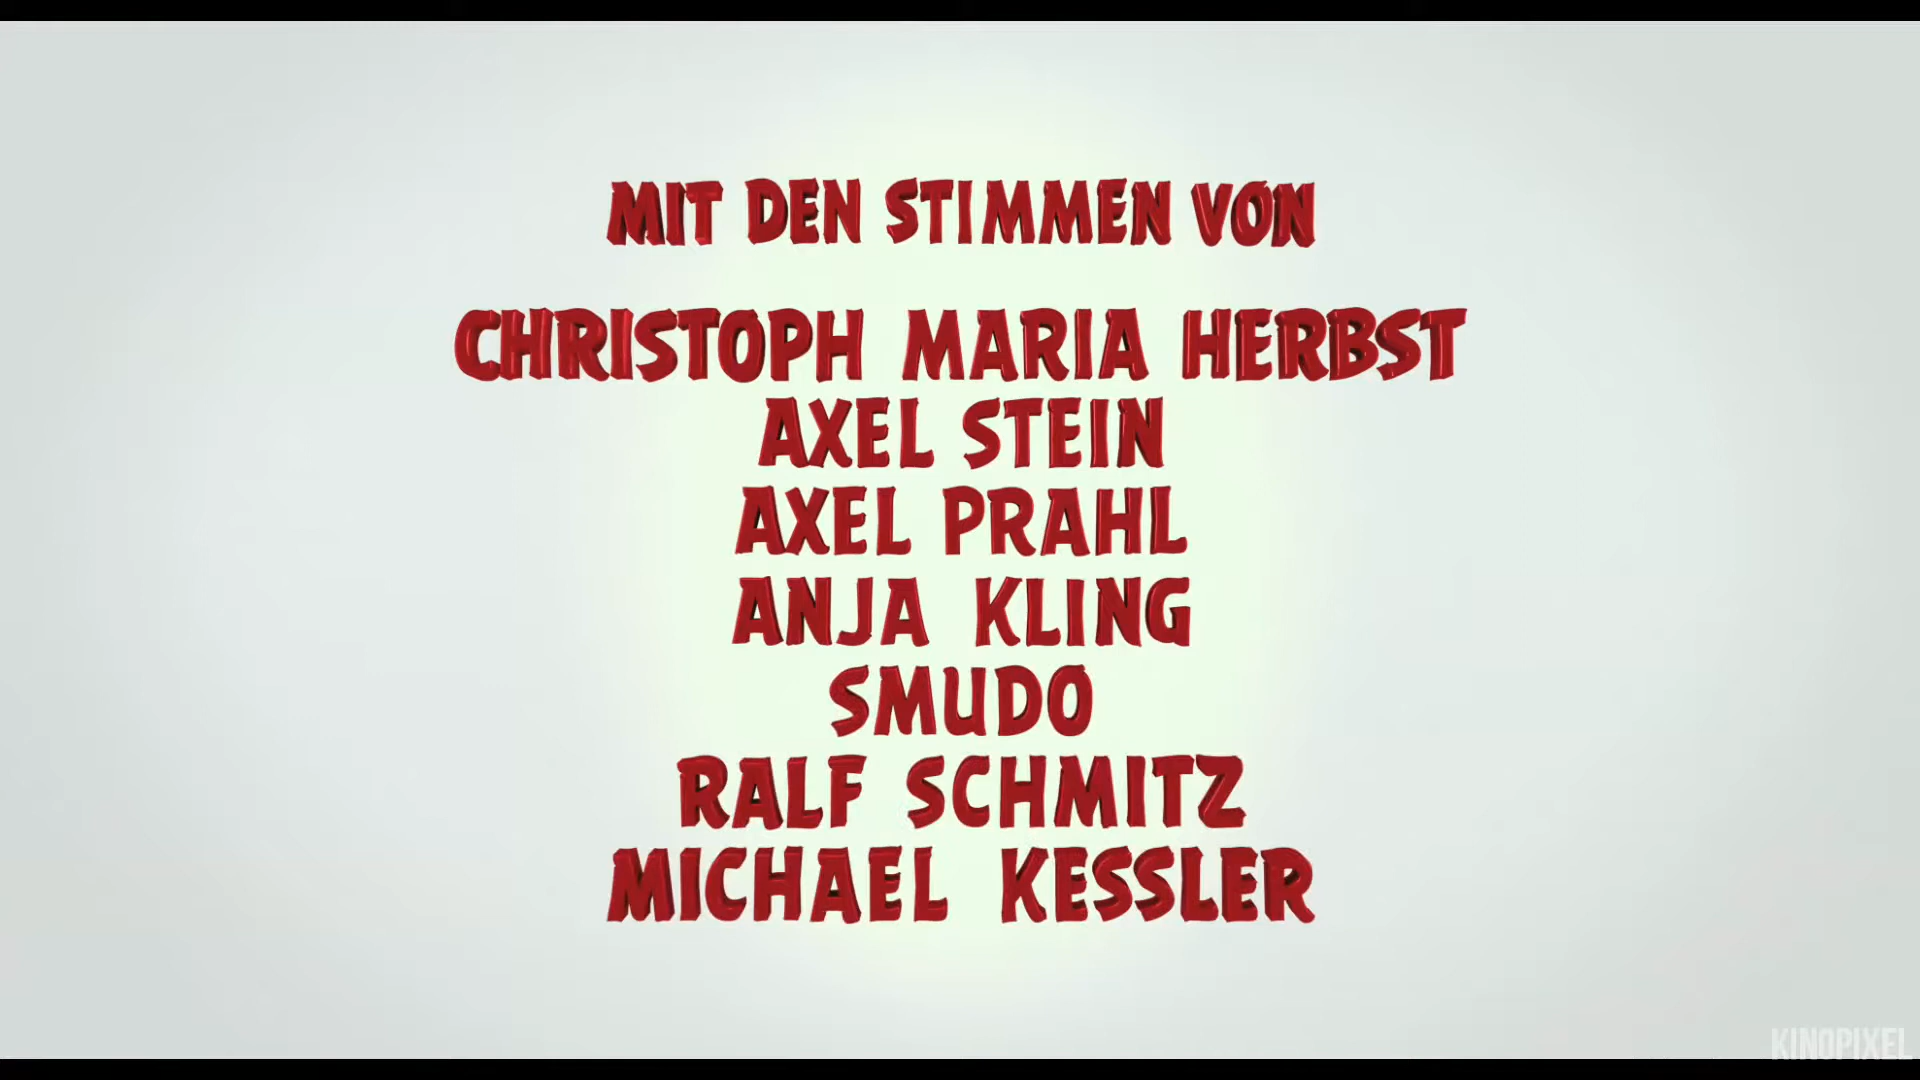 MIT DEN STIMMEN VON
CHRISTOPH MARIA HERBST
AXEL STEIN
AXEL PRAHL
ANJA KLING
SMUDO
RALF SCHMITZ
MICHAEL KESSLER
KINOPIXEL